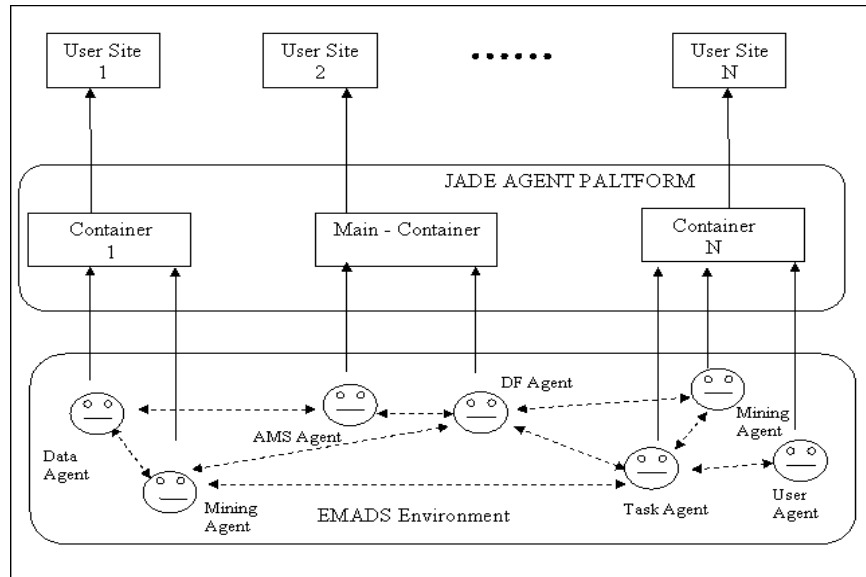 User Site
1
User Site
2
User Site
N
JADE AGENT PALTFORM
Container
1
Main - Container
Container
N
DF Agent
AMS Agent
Mining
Agent
Data
Agent
Mining
Agent
Task Agent
User
Agent
EMADS Environment